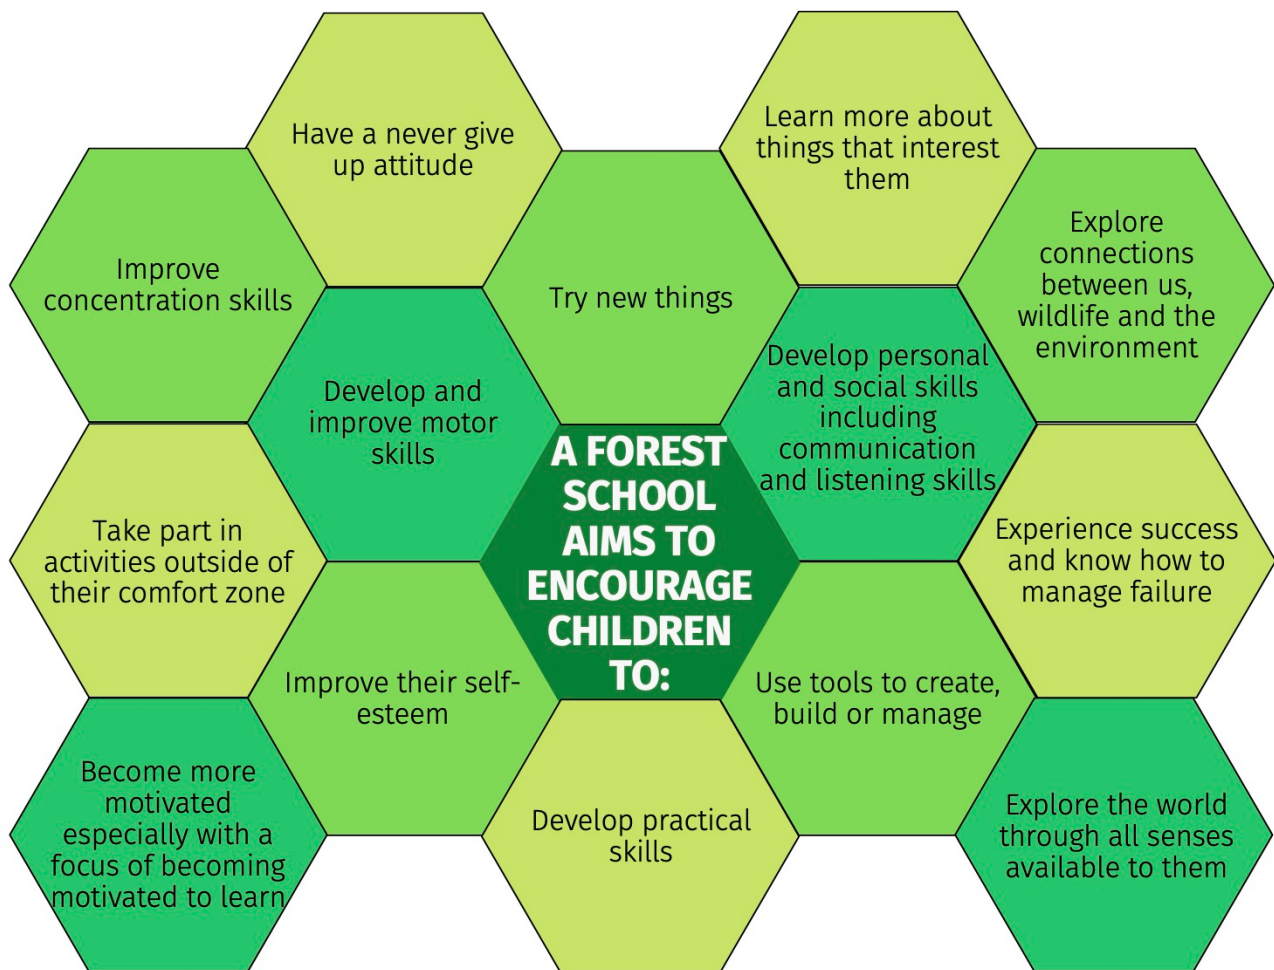 Have a never give
up attitude
Learn more about
things that interest
them
Improve
concentration skills
Try new things
Explore
connections
between us,
wildlife and the
environment
Develop and
improve motor
skills
Develop personal
and social skills
including
communication
and listening skills
A FOREST
SCHOOL
AIMS TO
ENCOURAGE
CHILDREN
TO:
Take part in
activities outside of
their comfort zone
Experience success
and know how to
manage failure
Improve their self-
esteem
Use tools to create,
build or manage
Become more
motivated
especially with a
focus of becoming
motivated to learn
Develop practical
skills
Explore the world
through all senses
available to them